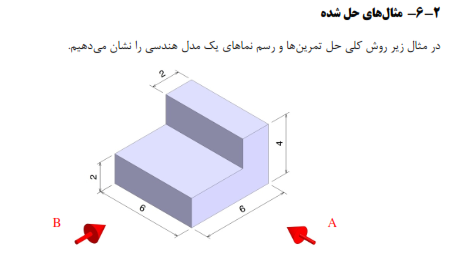 ۲-۶- مثال‌های حل شده
در مثال زیر روش کلی حل تمرین‌ها و رسم نماهای یک مدل هندسی را نشان می‌دهیم.
2
4
2
6
6
B
A